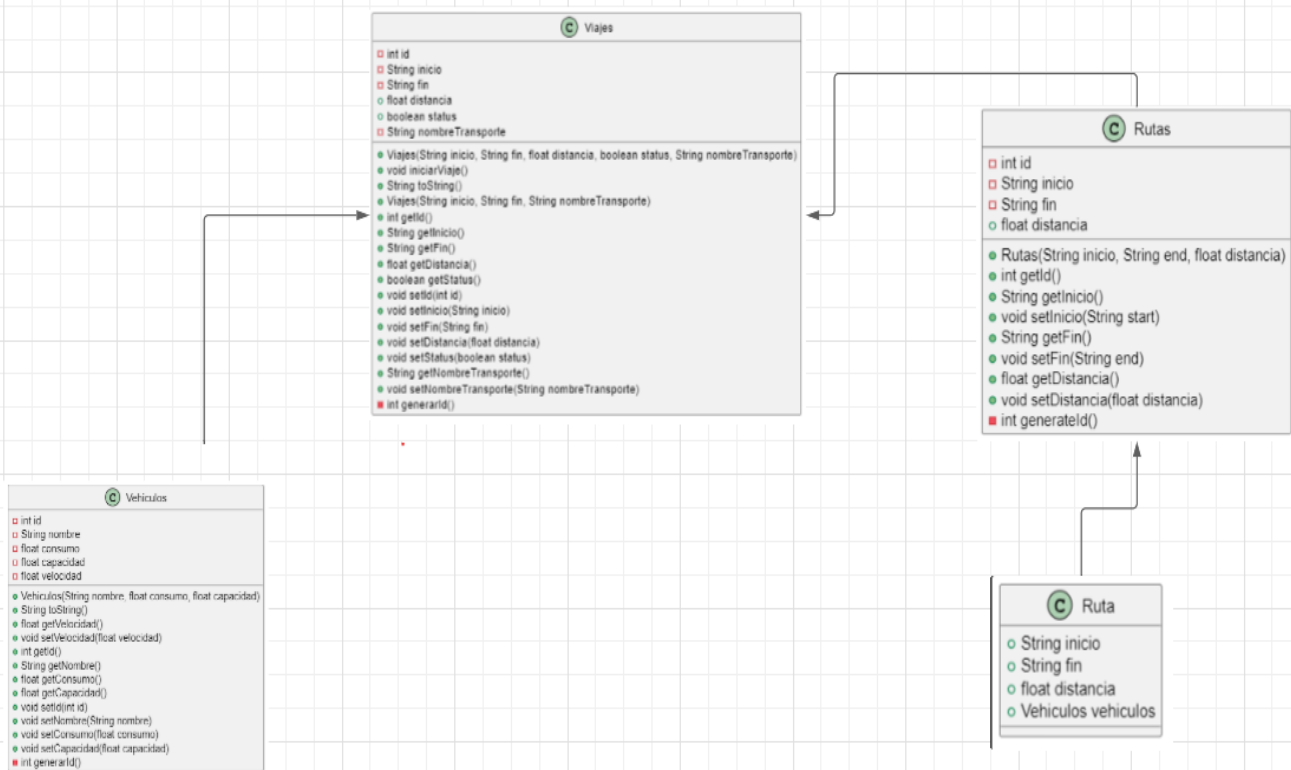 C Viajes
int id
String inicio
String fin
float distancia
boolean status
String nombreTransporte
Viajes(String inicio, String fin, float distancia, boolean status, String nombreTransporte)
void iniciarViaje()
String toString()
Viajes(String inicio, String fin, String nombreTransporte)
int getId()
String getInicio()
String getFin()
float getDistancia()
boolean getStatus()
void setId(int id)
void setInicio(String inicio)
void setFin(String fin)
void setDistancia(float distancia)
void setStatus(boolean status)
String getNombreTransporte()
void setNombreTransporte(String nombreTransporte)
int generarId()
C Rutas
int id
String inicio
String fin
float distancia
Rutas(String inicio, String end, float distancia)
int getId()
String getInicio()
void setInicio(String start)
String getFin()
void setFin(String end)
float getDistancia()
void setDistancia(float distancia)
int generateId()
C Vehiculos
int id
String nombre
float consumo
float capacidad
float velocidad
Vehiculos(String nombre, float consumo, float capacidad)
String toString()
float getVelocidad()
void setVelocidad(float velocidad)
int getId()
String getNombre()
float getConsumo()
float getCapacidad()
void setId(int id)
void setNombre(String nombre)
void setConsumo(float consumo)
void setCapacidad(float capacidad)
int generarId()
C Ruta
String inicio
String fin
float distancia
Vehiculos vehiculos